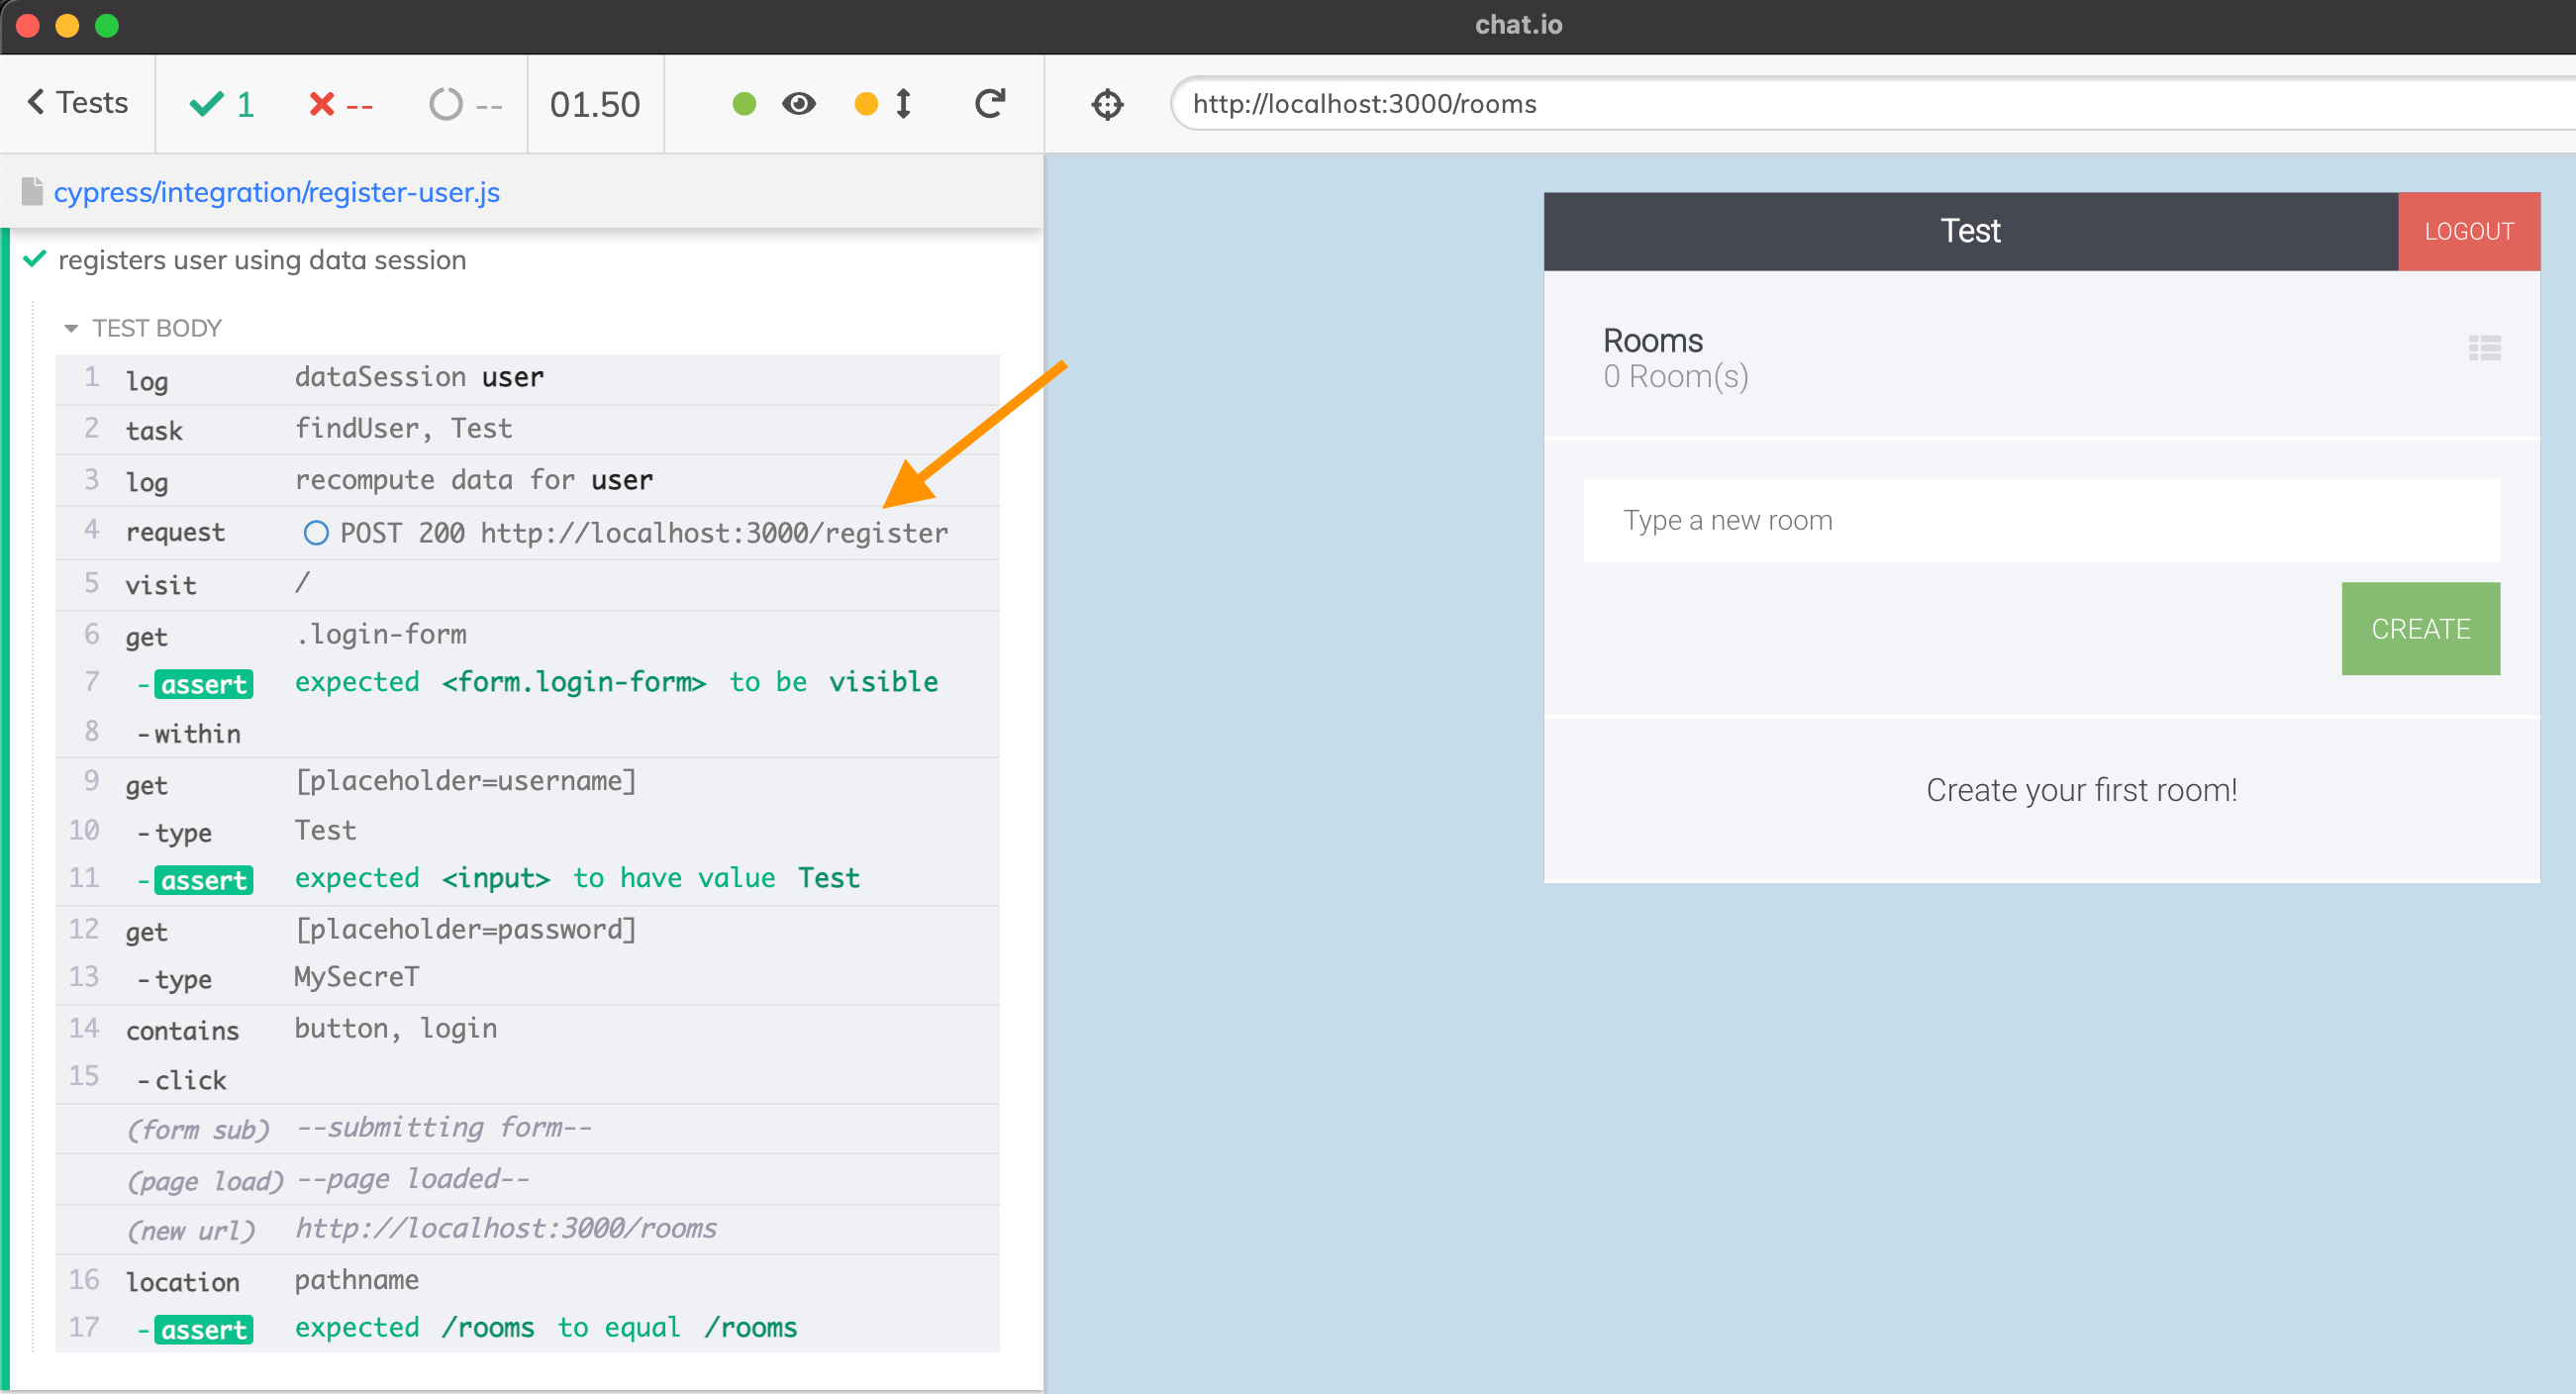 chat.io
Tests 1 -- -- 01.50 http://localhost:3000/rooms
cypress/integration/register-user.js
registers user using data session
TEST BODY
1 log dataSession user
2 task findUser, Test
3 log recompute data for user
4 request POST 200 http://localhost:3000/register
5 visit /
6 get .login-form
7 -assert expected <form.login-form> to be visible
8 -within
9 get [placeholder=username]
10 -type Test
11 -assert expected <input> to have value Test
12 get [placeholder=password]
13 -type MySecreT
14 contains button, login
15 -click
(form sub) --submitting form--
(page load) --page loaded--
(new url) http://localhost:3000/rooms
16 location pathname
17 -assert expected /rooms to equal /rooms
Test LOGOUT
Rooms
0 Room(s)
Type a new room
CREATE
Create your first room!